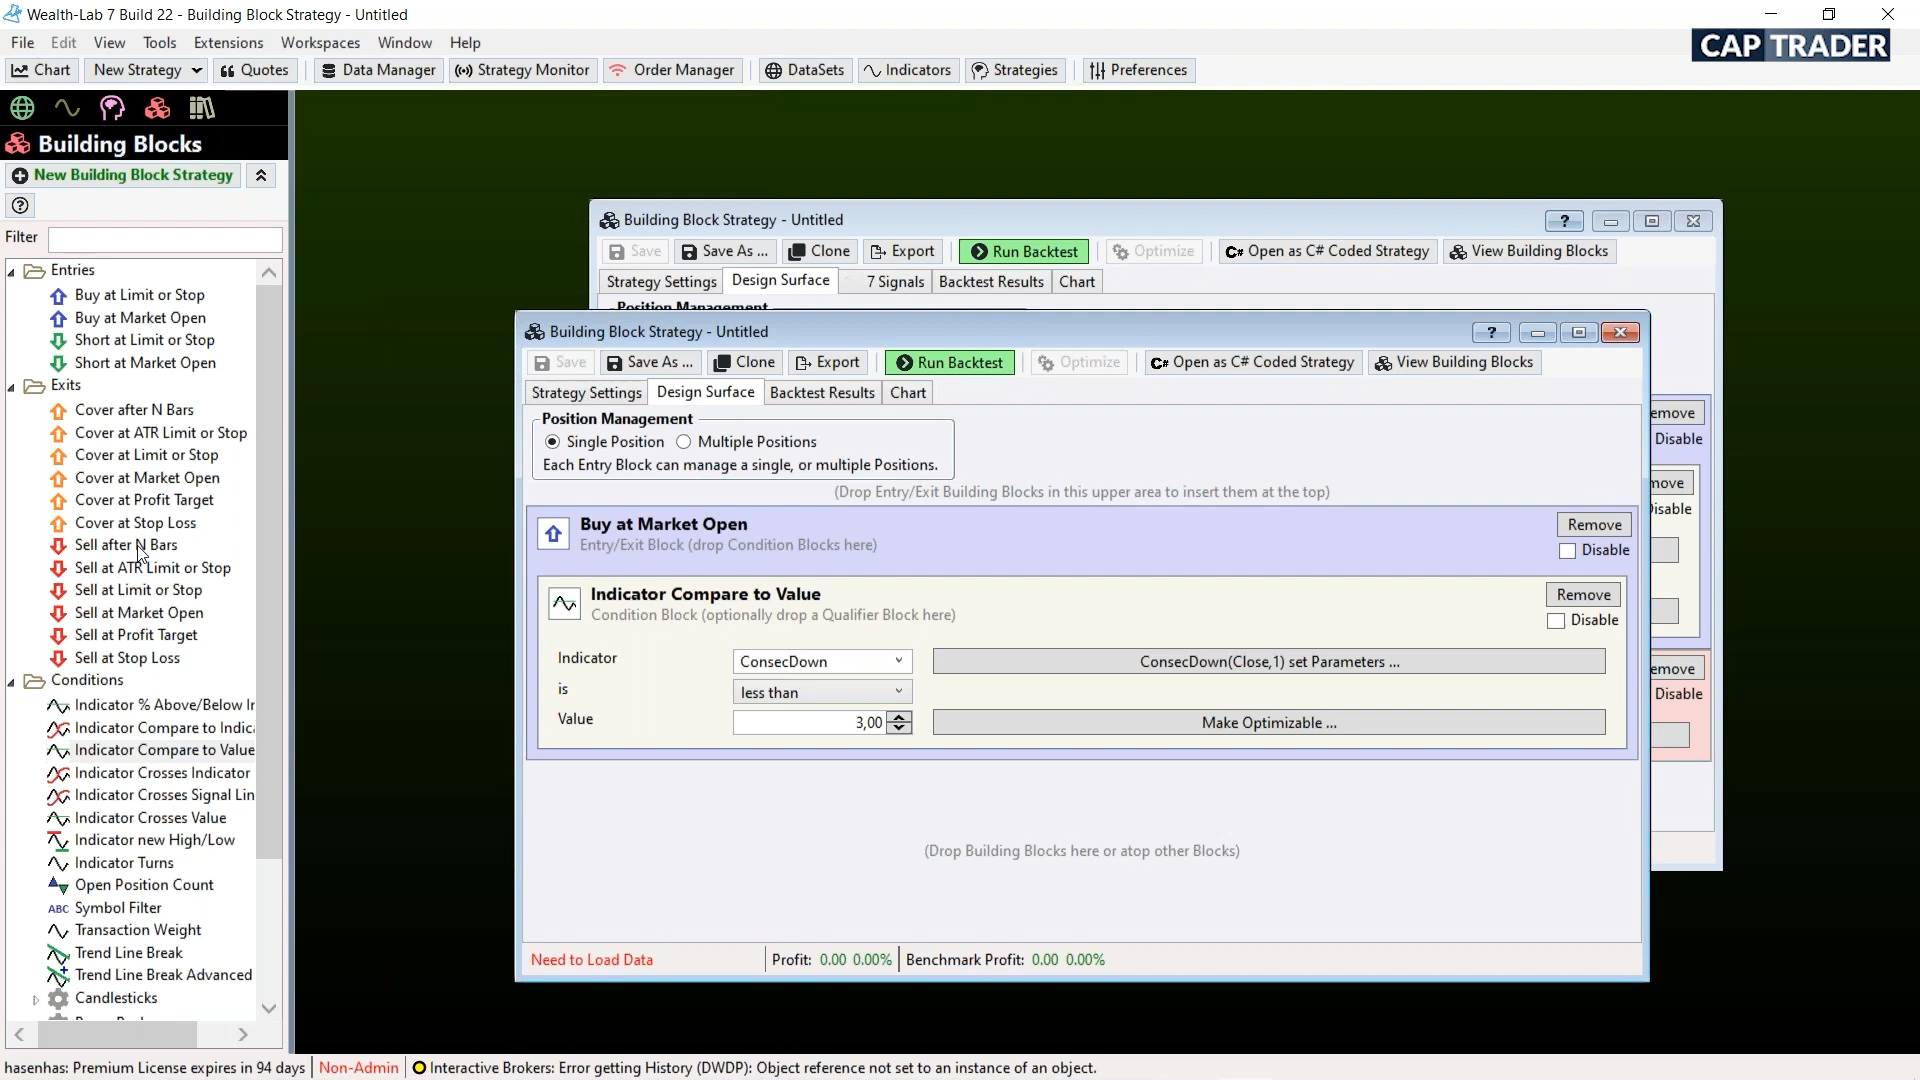 Wealth-Lab 7 Build 22 - Building Block Strategy - Untitled
File Edit View Tools Extensions Workspaces Window Help
CAP TRADER
Chart New Strategy Quotes Data Manager Strategy Monitor Order Manager DataSets Indicators Strategies Preferences
Building Blocks
New Building Block Strategy
Filter
Entries
Buy at Limit or Stop
Buy at Market Open
Short at Limit or Stop
Short at Market Open
Exits
Cover after N Bars
Cover at ATR Limit or Stop
Cover at Limit or Stop
Cover at Market Open
Cover at Profit Target
Cover at Stop Loss
Sell after N Bars
Sell at ATR Limit or Stop
Sell at Limit or Stop
Sell at Market Open
Sell at Profit Target
Sell at Stop Loss
Conditions
Indicator % Above/Below Ir
Indicator Compare to Indic
Indicator Compare to Value
Indicator Crosses Indicator
Indicator Crosses Signal Lin
Indicator Crosses Value
Indicator new High/Low
Indicator Turns
Open Position Count
ABC Symbol Filter
Transaction Weight
Trend Line Break
Trend Line Break Advanced
Candlesticks
Building Block Strategy - Untitled
Save Save As ... Clone Export Run Backtest Optimize C# Open as C# Coded Strategy View Building Blocks
Strategy Settings Design Surface 7 Signals Backtest Results Chart
Position Management
emove
Disable
move
isable
emove
Disable
Building Block Strategy - Untitled
Save Save As ... Clone Export Run Backtest Optimize C# Open as C# Coded Strategy View Building Blocks
Strategy Settings Design Surface Backtest Results Chart
Position Management
Single Position Multiple Positions
Each Entry Block can manage a single, or multiple Positions.
(Drop Entry/Exit Building Blocks in this upper area to insert them at the top)
Buy at Market Open Remove
Entry/Exit Block (drop Condition Blocks here) Disable
Indicator Compare to Value Remove
Condition Block (optionally drop a Qualifier Block here) Disable
Indicator ConsecDown ConsecDown(Close,1) set Parameters ...
is less than
Value 3,00 Make Optimizable ...
(Drop Building Blocks here or atop other Blocks)
Need to Load Data Profit: 0.00 0.00% Benchmark Profit: 0.00 0.00%
hasenhas: Premium License expires in 94 days Non-Admin Interactive Brokers: Error getting History (DWDP): Object reference not set to an instance of an object.